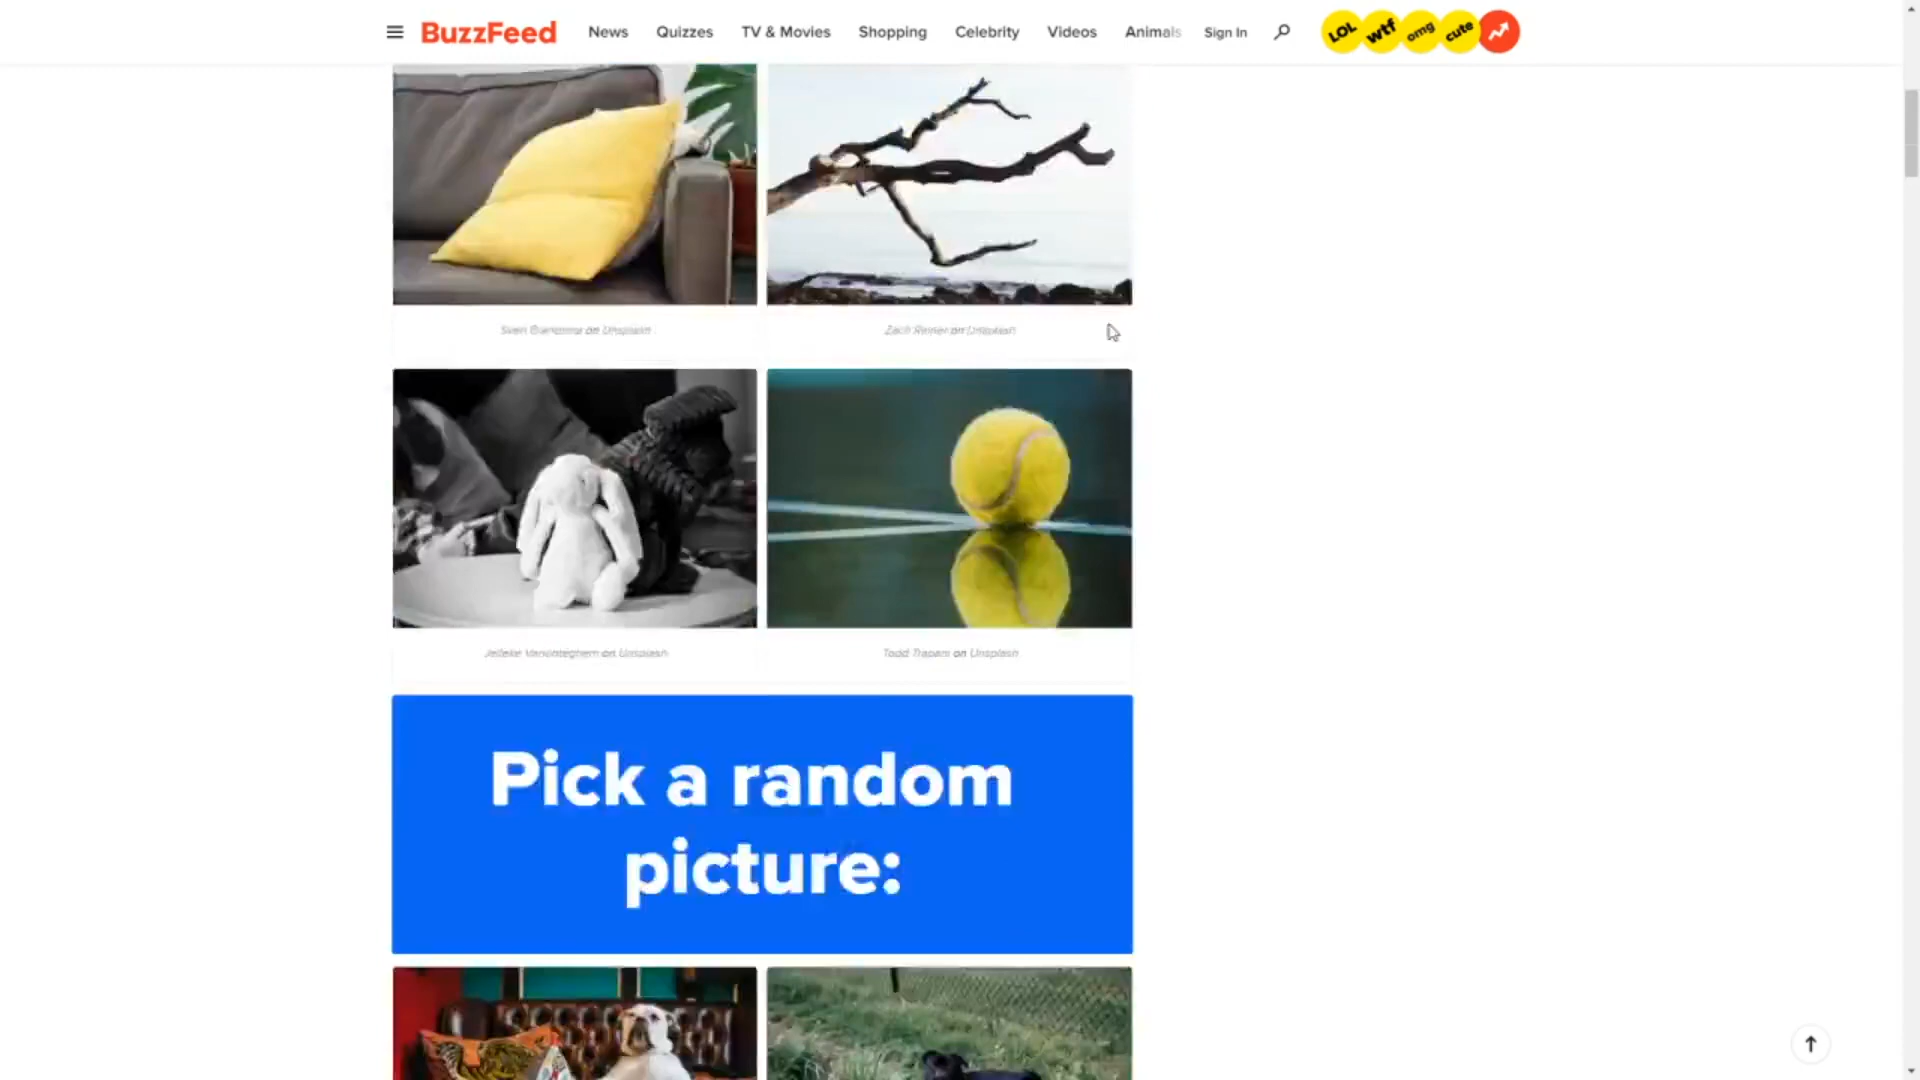 BuzzFeed News Quizzes TV & Movies Shopping Celebrity Videos Animals Sign In LOL wtf omg cute
on Unsplash
on Unsplash
on Unsplash
Todd Trapani on Unsplash
Pick a random
picture: